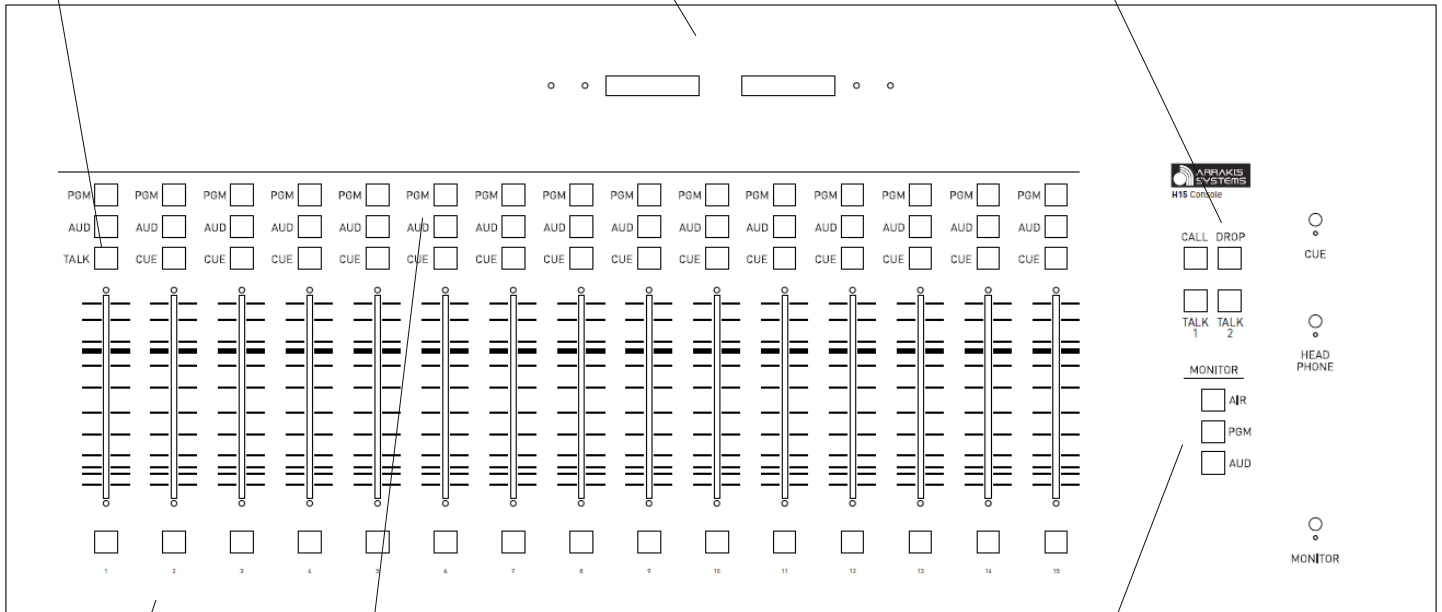 ARRAKIS
SYSTEMS
H15 Console
PGM PGM PGM PGM PGM PGM PGM PGM PGM PGM PGM PGM PGM PGM PGM
AUD AUD AUD AUD AUD AUD AUD AUD AUD AUD AUD AUD AUD AUD AUD
TALK CUE CUE CUE CUE CUE CUE CUE CUE CUE CUE CUE CUE CUE CUE
CALL DROP
CUE
TALK TALK
1 2
HEAD
PHONE
MONITOR
AIR
PGM
AUD
MONITOR
1 2 3 4 5 6 7 8 9 10 11 12 13 14 15